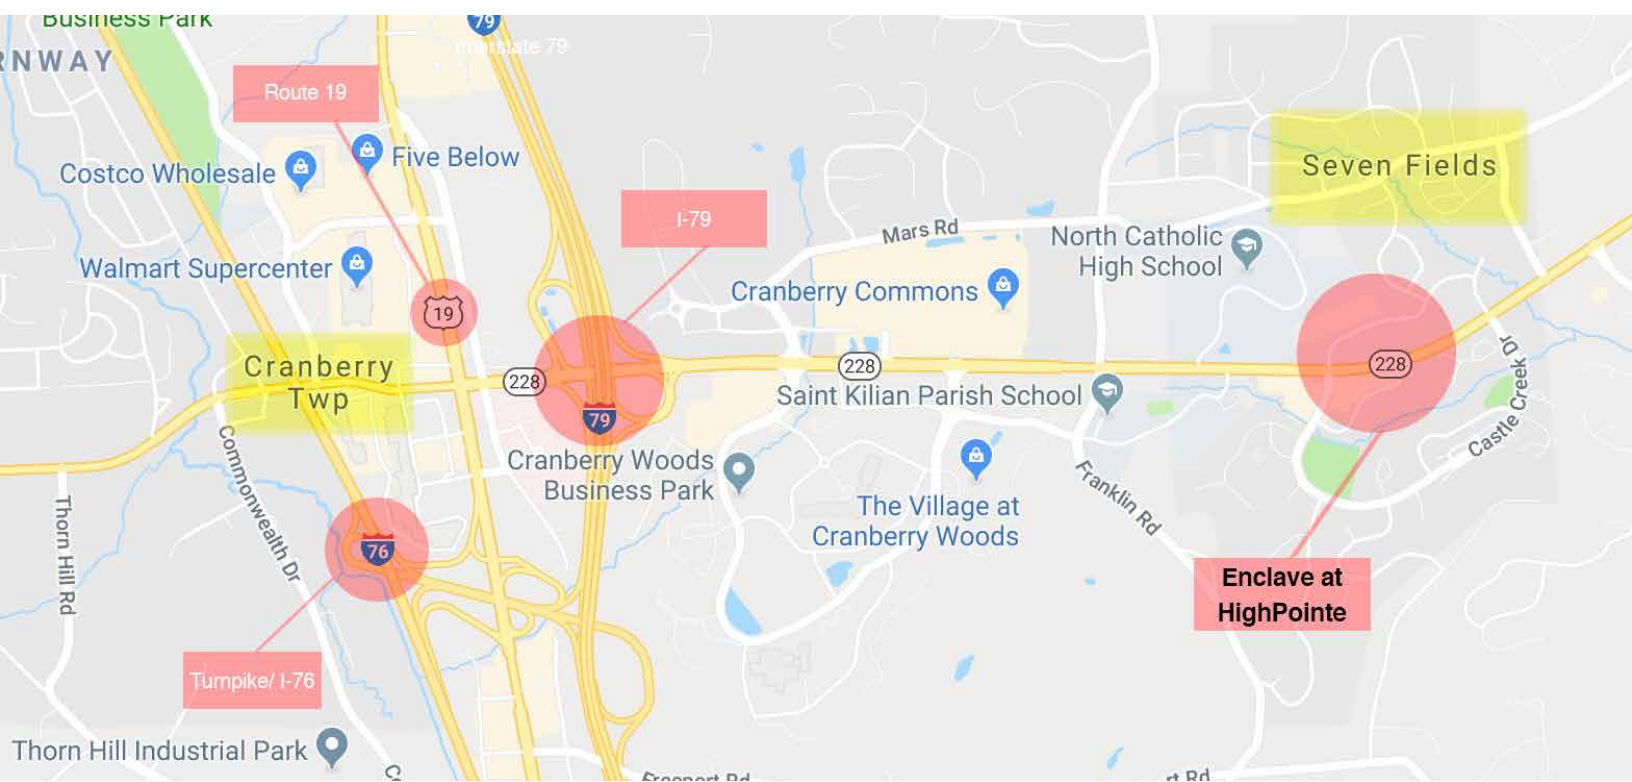 Business Park
79
Interstate 79
RNWAY
Route 19
Five Below
Costco Wholesale
Seven Fields
I-79
Mars Rd
North Catholic
High School
Walmart Supercenter
Cranberry Commons
19
Cranberry
Twp
228
228
228
Castle Creek Dr
79
Saint Kilian Parish School
Commonwealth Dr
Cranberry Woods
Business Park
Franklin Rd
The Village at
Cranberry Woods
Thorn Hill Rd
76
Enclave at
HighPointe
Turnpike/ I-76
Thorn Hill Industrial Park
Co
Freeport Rd
rt Rd